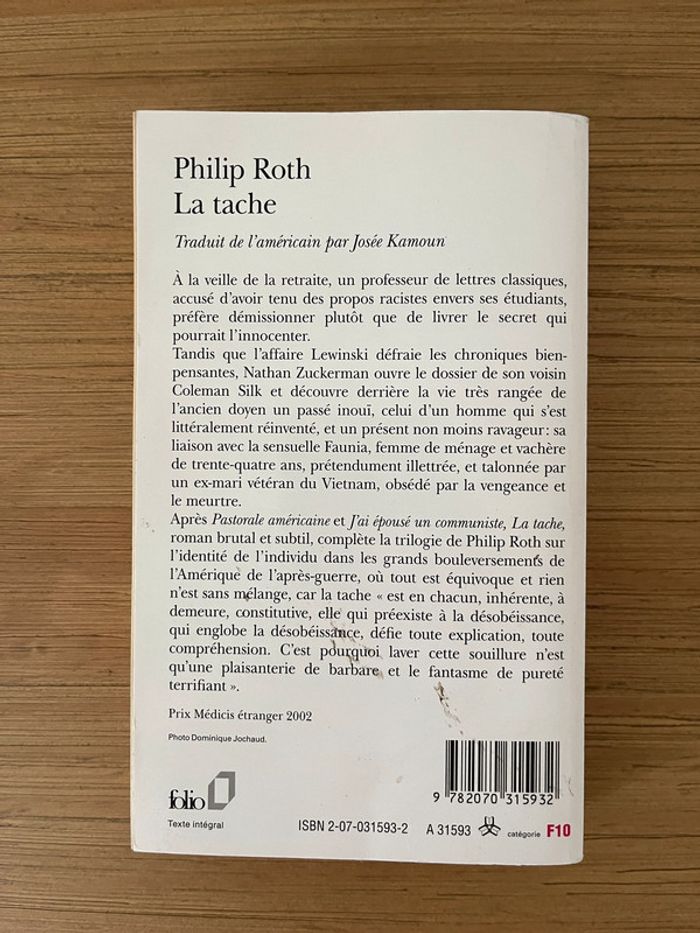 Philip Roth
La tache
Traduit de l'américain par Josée Kamoun
À la veille de la retraite, un professeur de lettres classiques,
accusé d'avoir tenu des propos racistes envers ses étudiants,
préfère démissionner plutôt que de livrer le secret qui
pourrait l'innocenter.
Tandis que l'affaire Lewinski défraie les chroniques bien-
pensantes, Nathan Zuckerman ouvre le dossier de son voisin
Coleman Silk et découvre derrière la vie très rangée de
l'ancien doyen un passé inouï, celui d'un homme qui s'est
littéralement réinventé, et un présent non moins ravageur : sa
liaison avec la sensuelle Faunia, femme de ménage et vachère
de trente-quatre ans, prétendument illettrée, et talonnée par
un ex-mari vétéran du Vietnam, obsédé par la vengeance et
le meurtre.
Après Pastorale américaine et J'ai épousé un communiste, La tache,
roman brutal et subtil, complète la trilogie de Philip Roth sur
l'identité de l'individu dans les grands bouleversements de
l'Amérique de l'après-guerre, où tout est équivoque et rien
n'est sans mélange, car la tache « est en chacun, inhérente, à
demeure, constitutive, elle qui préexiste à la désobéissance,
qui englobe la désobéissance, défie toute explication, toute
compréhension. C'est pourquoi laver cette souillure n'est
qu'une plaisanterie de barbare et le fantasme de pureté
terrifiant ».
Prix Médicis étranger 2002
Photo Dominique Jochaud.
9 782070 315932
folio
Texte intégral
ISBN 2-07-031593-2 A 31593 catégorie F10